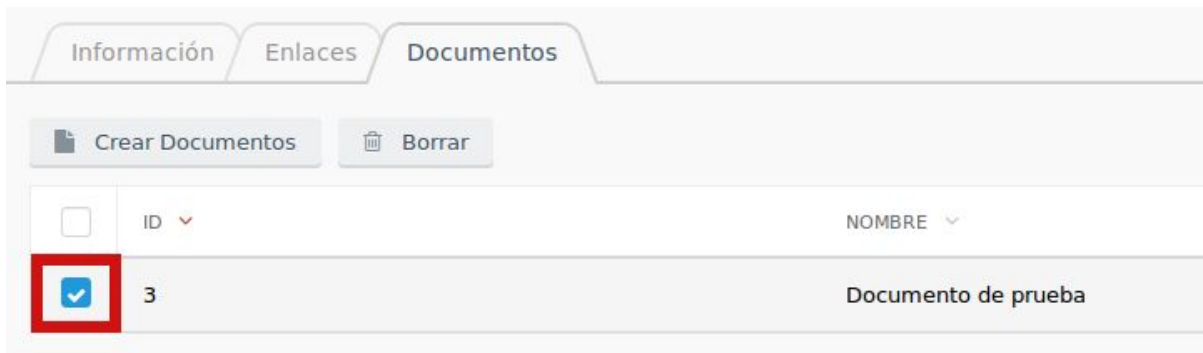 Información Enlaces Documentos
Crear Documentos Borrar
ID NOMBRE
3 Documento de prueba